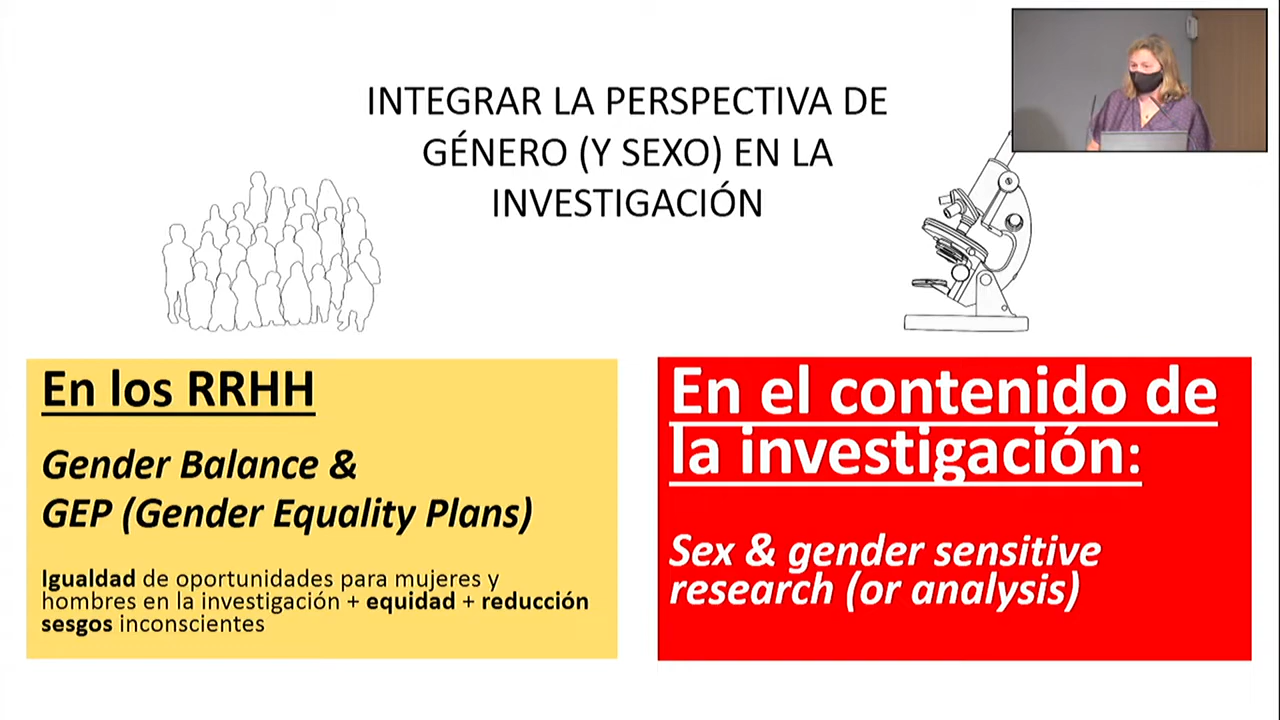 INTEGRAR LA PERSPECTIVA DE
GÉNERO (Y SEXO) EN LA
INVESTIGACIÓN
En los RRHH
Gender Balance &
GEP (Gender Equality Plans)
Igualdad de oportunidades para mujeres y
hombres en la investigación + equidad + reducción
sesgos inconscientes
En el contenido de
la investigación:
Sex & gender sensitive
research (or analysis)